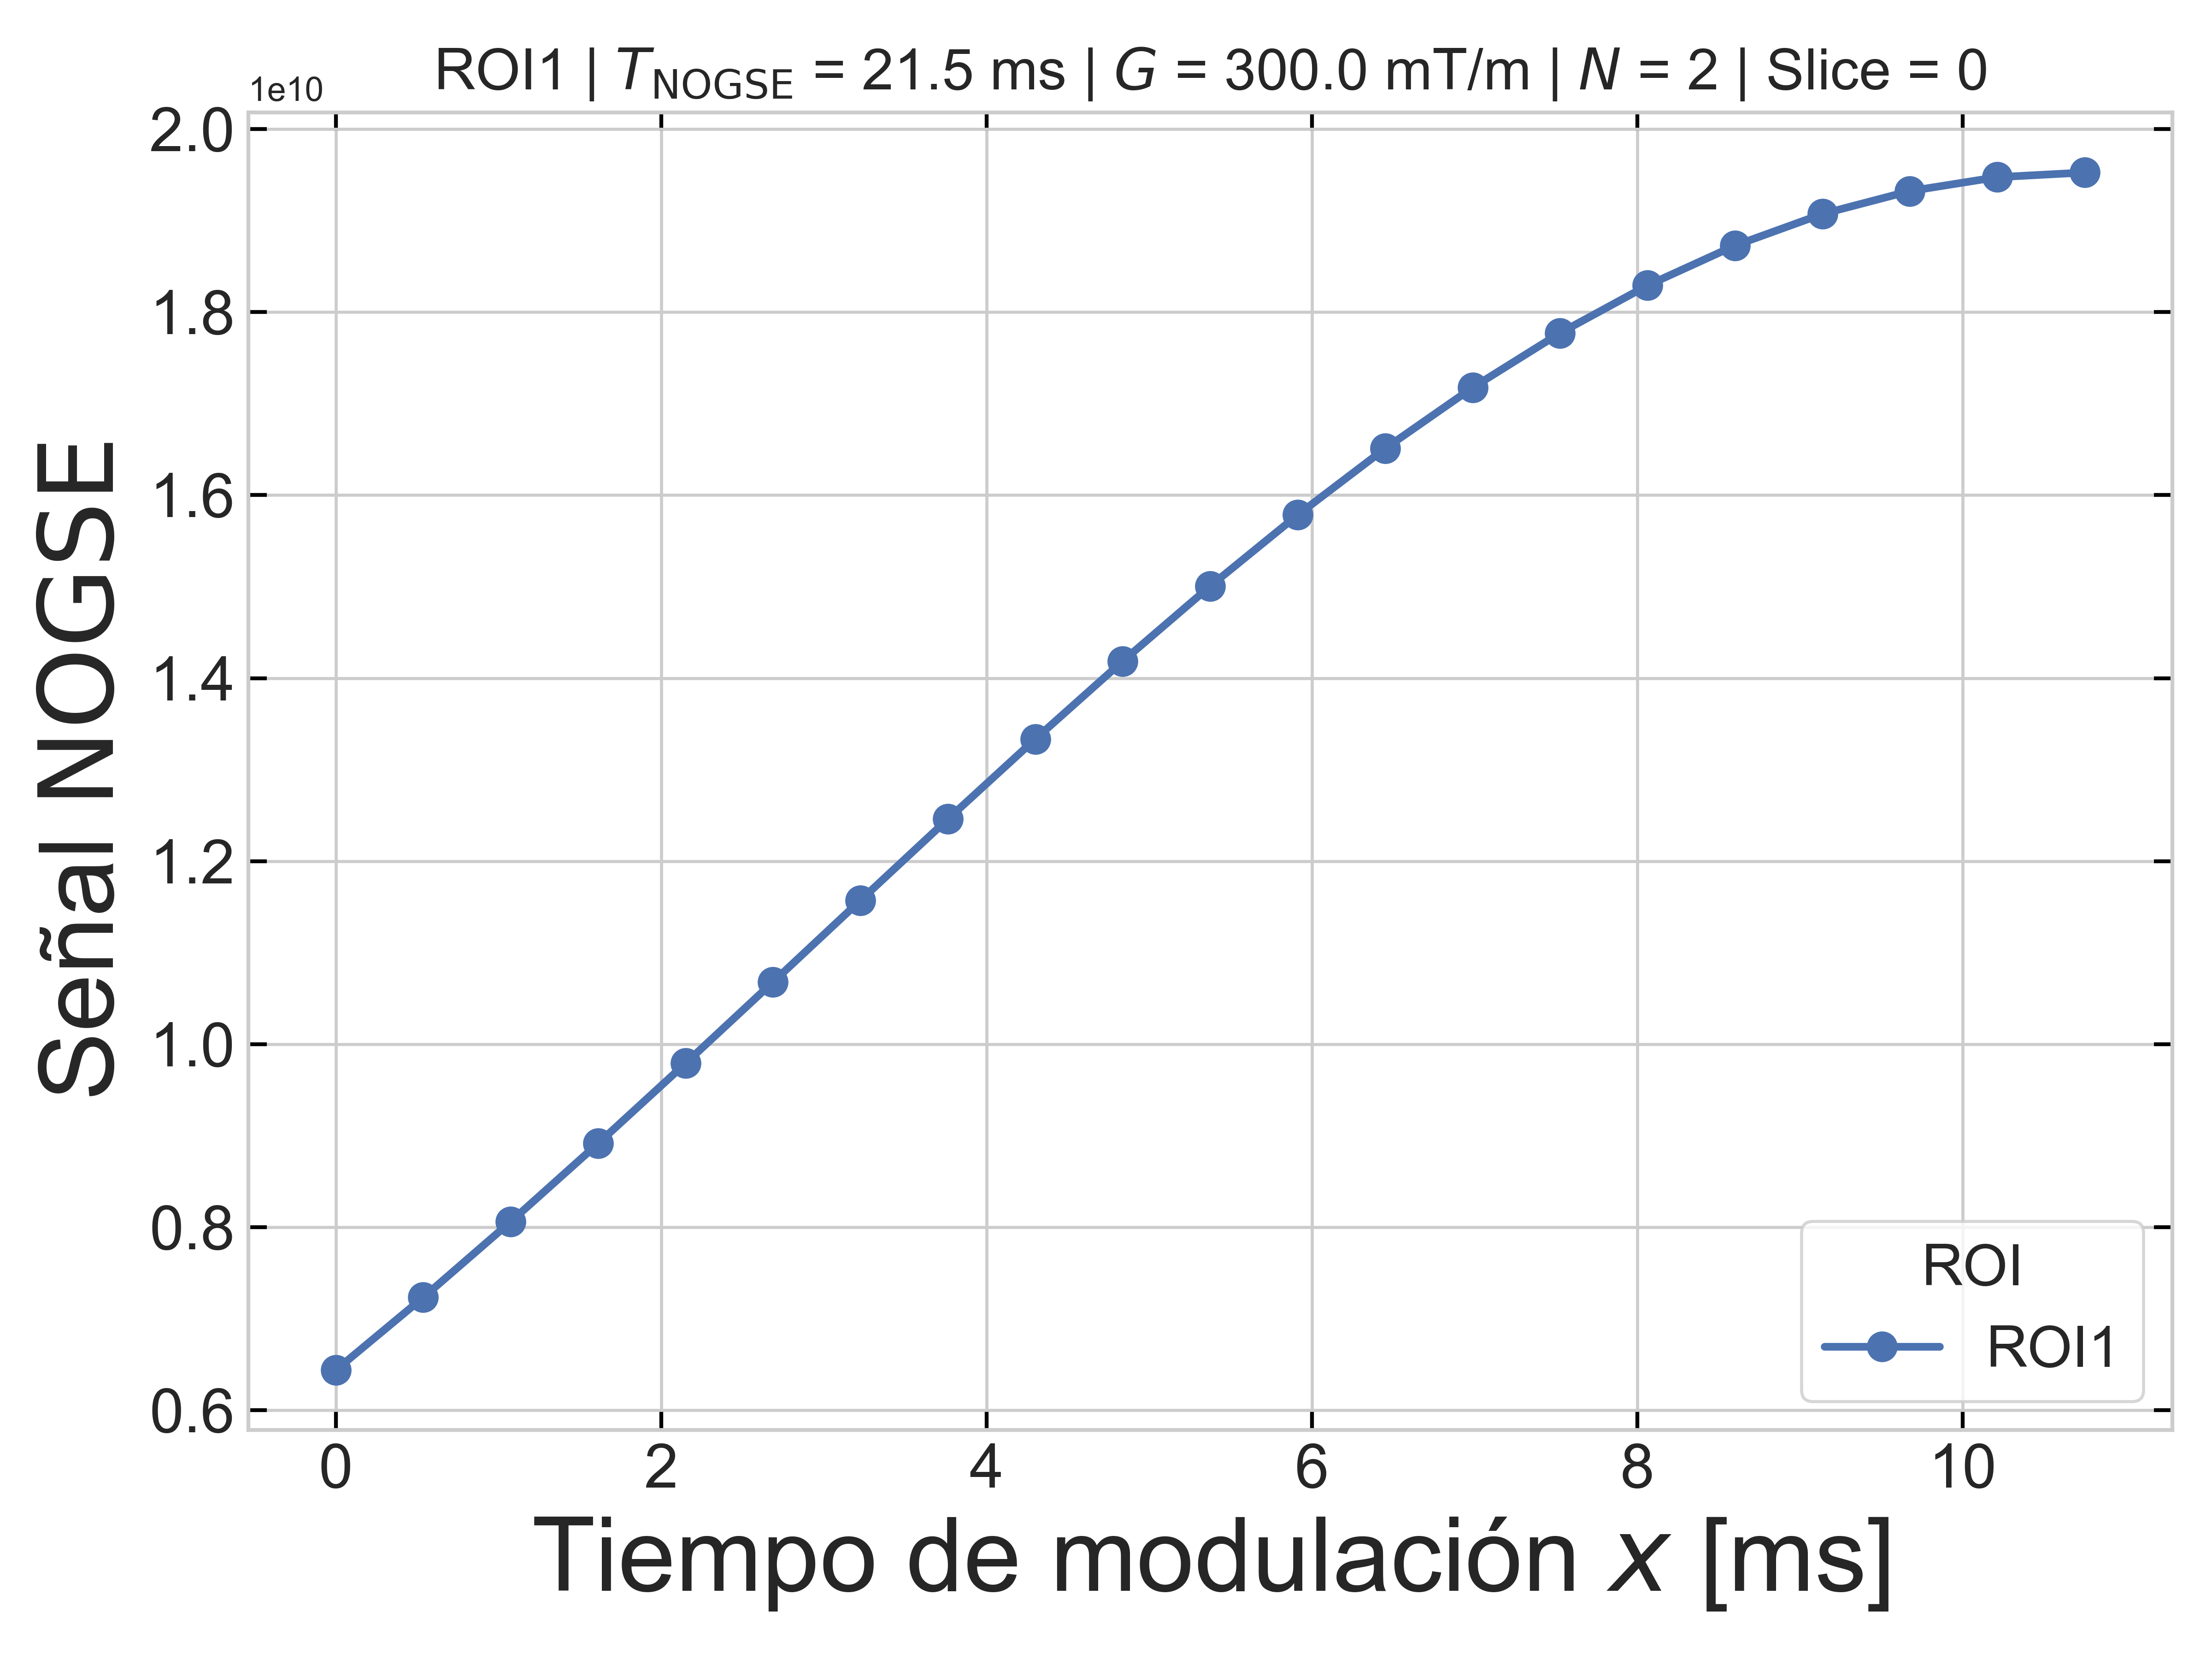 ROI1 | T_NOGSE = 21.5 ms | G = 300.0 mT/m | N = 2 | Slice = 0
1e10
2.0
1.8
1.6
1.4
1.2
1.0
0.8
0.6
Señal NOGSE
ROI
ROI1
0 2 4 6 8 10
Tiempo de modulación x [ms]